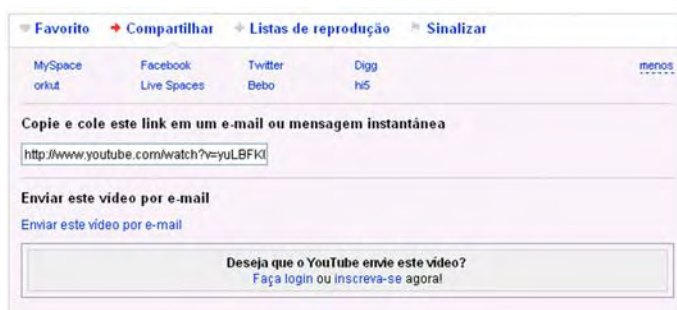 Favorito Compartilhar Listas de reprodução Sinalizar
MySpace Facebook Twitter Digg menos
orkut Live Spaces Bebo hi5
Copie e cole este link em um e-mail ou mensagem instantânea
http://www.youtube.com/watch?v=yuLBFK
Enviar este vídeo por e-mail
Enviar este vídeo por e-mail
Deseja que o YouTube envie este vídeo?
Faça login ou inscreva-se agora!